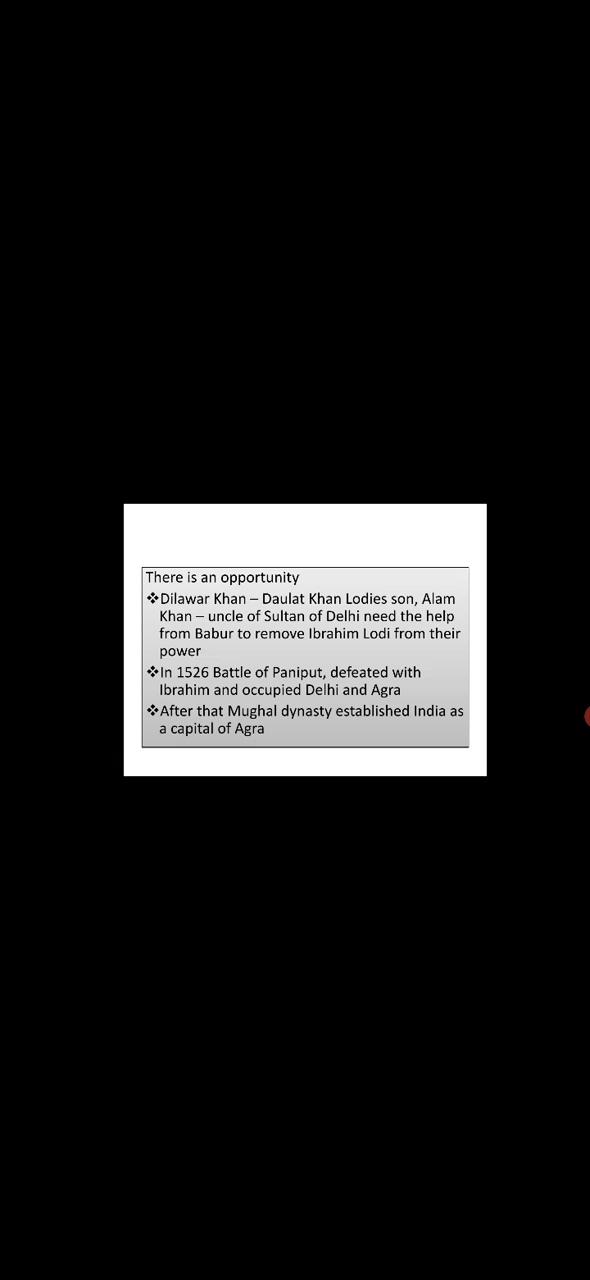 There is an opportunity
❖Dilawar Khan – Daulat Khan Lodies son, Alam
Khan – uncle of Sultan of Delhi need the help
from Babur to remove Ibrahim Lodi from their
power
❖In 1526 Battle of Paniput, defeated with
Ibrahim and occupied Delhi and Agra
❖After that Mughal dynasty established India as
a capital of Agra